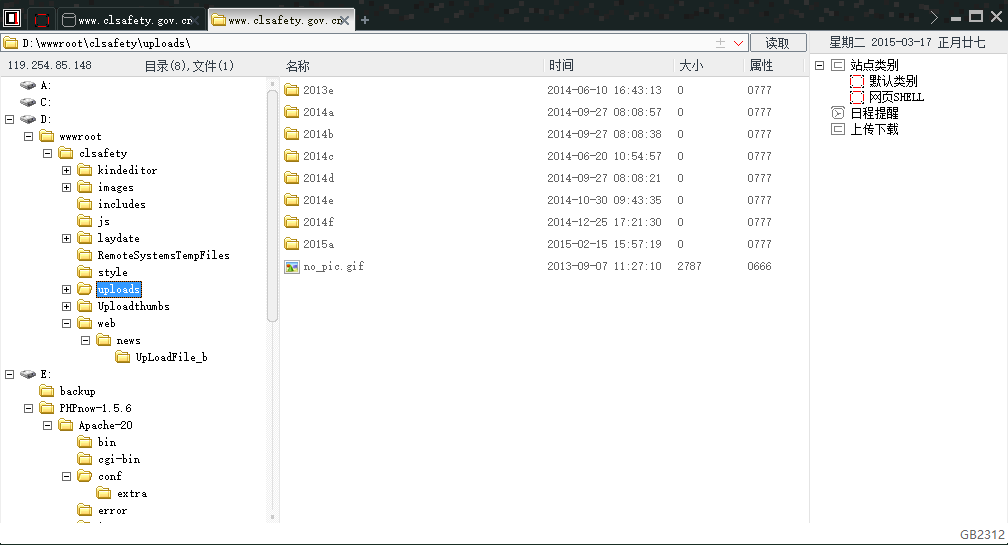 www.clsafety.gov.cn
www.clsafety.gov.cn
D:\wwwroot\clsafety\uploads\
读取
星期二 2015-03-17 正月廿七
119.254.85.148
目录(8),文件(1)
A:
C:
D:
wwwroot
clsafety
kindeditor
images
includes
js
laydate
RemoteSystemsTempFiles
style
uploads
Uploadthumbs
web
news
UpLoadFile_b
E:
backup
PHPnow-1.5.6
Apache-20
bin
cgi-bin
conf
extra
error
名称 时间 大小 属性
2013e 2014-06-10 16:43:13 0 0777
2014a 2014-09-27 08:08:57 0 0777
2014b 2014-09-27 08:08:38 0 0777
2014c 2014-06-20 10:54:57 0 0777
2014d 2014-09-27 08:08:21 0 0777
2014e 2014-10-30 09:43:35 0 0777
2014f 2014-12-25 17:21:30 0 0777
2015a 2015-02-15 15:57:19 0 0777
no_pic.gif 2013-09-07 11:27:10 2787 0666
站点类别
默认类别
网页SHELL
日程提醒
上传下载
GB2312